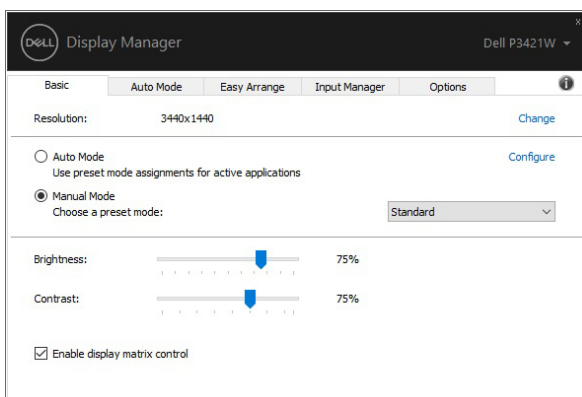 x
DELL Display Manager Dell P3421W
Basic Auto Mode Easy Arrange Input Manager Options i
Resolution: 3440x1440 Change
Auto Mode Configure
Use preset mode assignments for active applications
Manual Mode
Choose a preset mode: Standard
Brightness: 75%
Contrast: 75%
Enable display matrix control